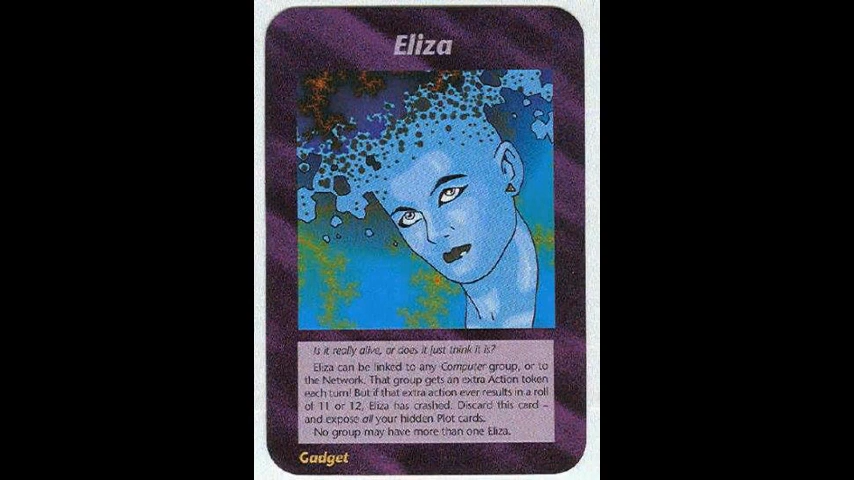 Eliza
Is it really alive, or does it just think it is?
Eliza can be linked to any Computer group, or to
the Network. That group gets an extra Action token
each turn! But if that extra action ever results in a roll
of 11 or 12, Eliza has crashed. Discard this card –
and expose all your hidden Plot cards.
No group may have more than one Eliza.
Gadget